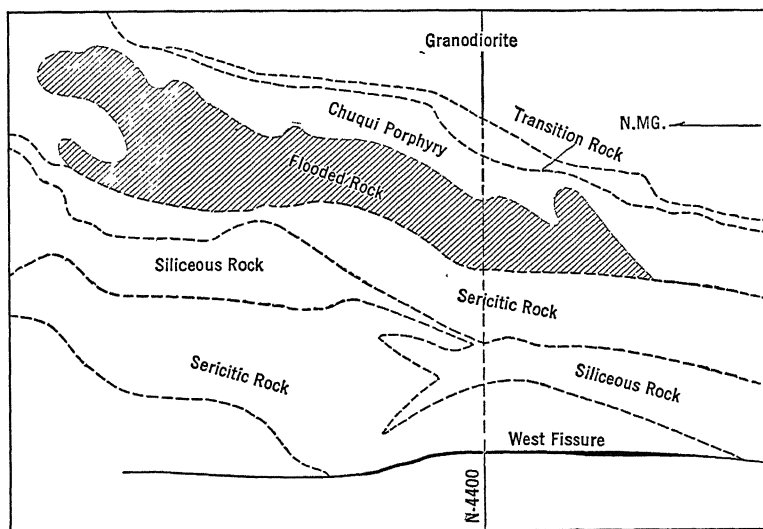 Granodiorite
N.MG.
Transition Rock
Chuqui Porphyry
Flooded Rock
Siliceous Rock
Sericitic Rock
Sericitic Rock
Siliceous Rock
West Fissure
N-4400